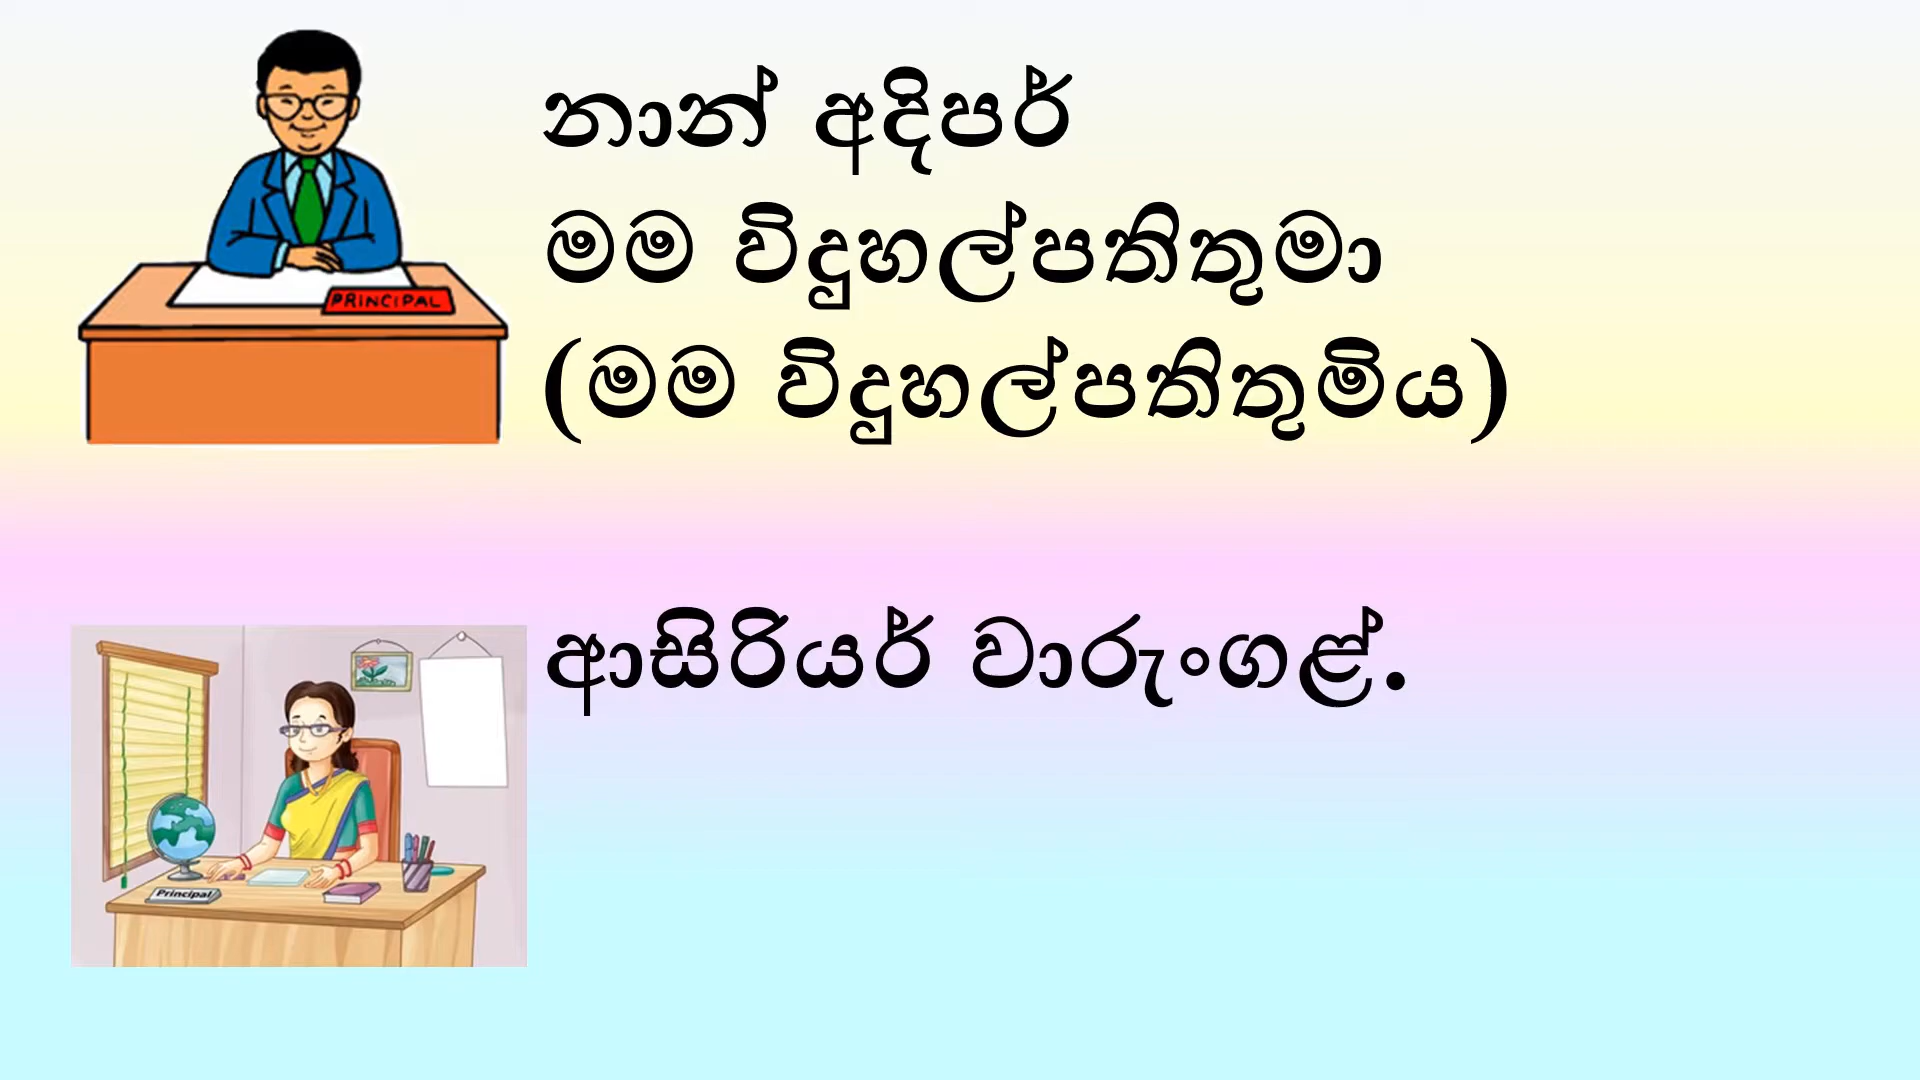 නාන් අදිපර්
මම විදුහල්පතිතුමා
(මම විදුහල්පතිතුමිය)
PRINCIPAL
ආසිරියර් වාරුංගළ්.
Principal